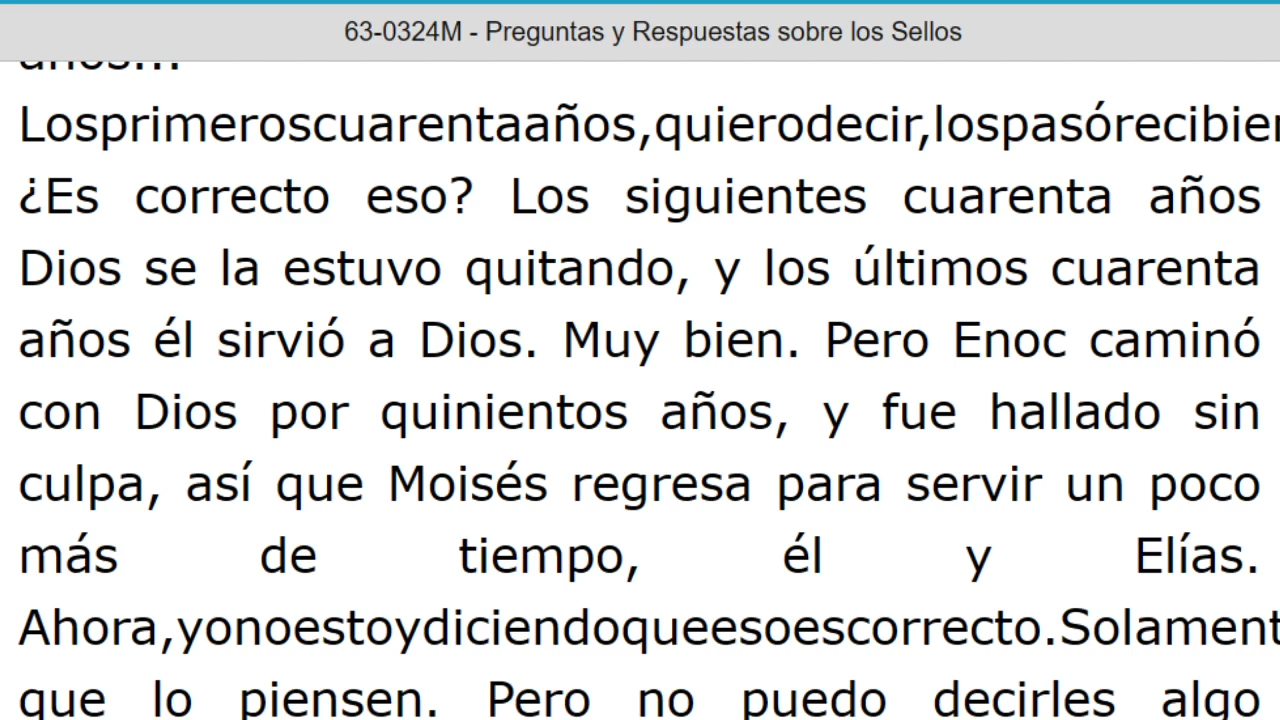 63-0324M - Preguntas y Respuestas sobre los Sellos
años...
Losprimeroscuarentaaños,quierodecir,lospasórecibien
¿Es correcto eso? Los siguientes cuarenta años
Dios se la estuvo quitando, y los últimos cuarenta
años él sirvió a Dios. Muy bien. Pero Enoc caminó
con Dios por quinientos años, y fue hallado sin
culpa, así que Moisés regresa para servir un poco
más de tiempo, él y Elías.
Ahora,yonoestoydiciendoqueesoescorrecto.Solament
que lo piensen. Pero no puedo decirles algo